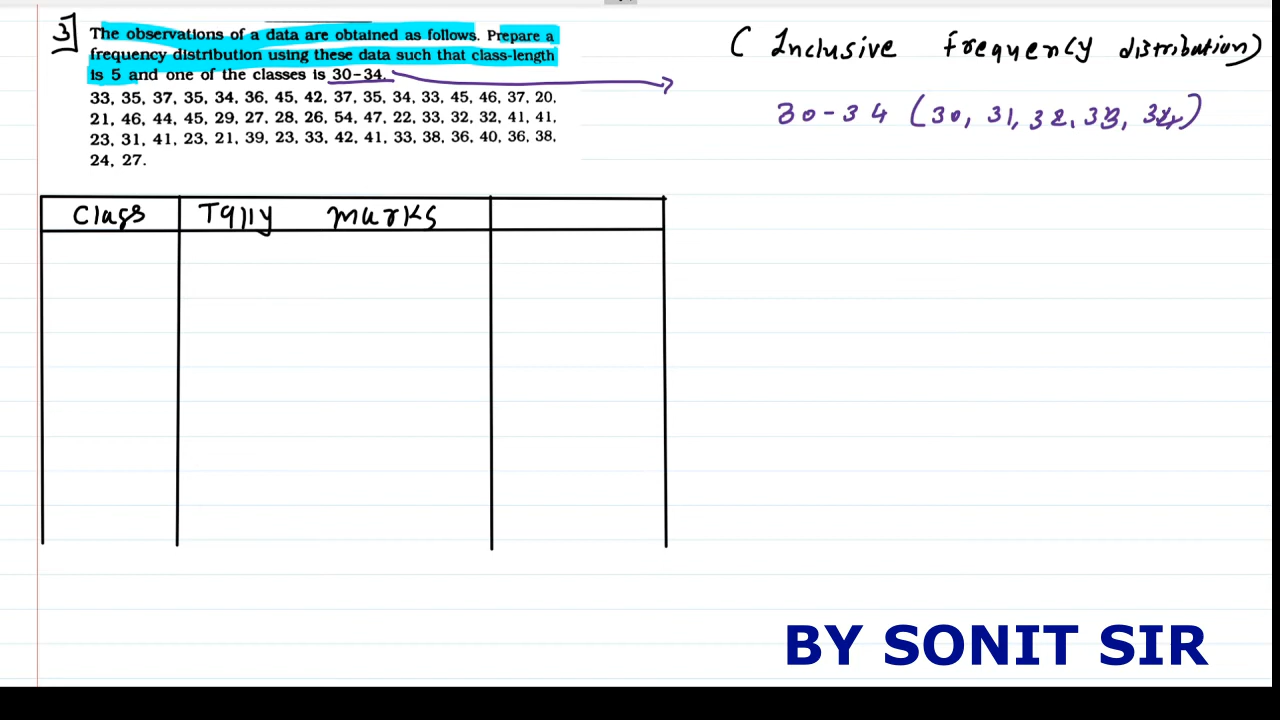 3]
The observations of a data are obtained as follows. Prepare a
frequency distribution using these data such that class-length
is 5 and one of the classes is 30-34.
33, 35, 37, 35, 34, 36, 45, 42, 37, 35, 34, 33, 45, 46, 37, 20,
21, 46, 44, 45, 29, 27, 28, 26, 54, 47, 22, 33, 32, 32, 41, 41,
23, 31, 41, 23, 21, 39, 23, 33, 42, 41, 33, 38, 36, 40, 36, 38,
24, 27.
( Inclusive frequency distribution)
30-34 (30, 31, 32, 33, 34)
Class Tally marks
BY SONIT SIR